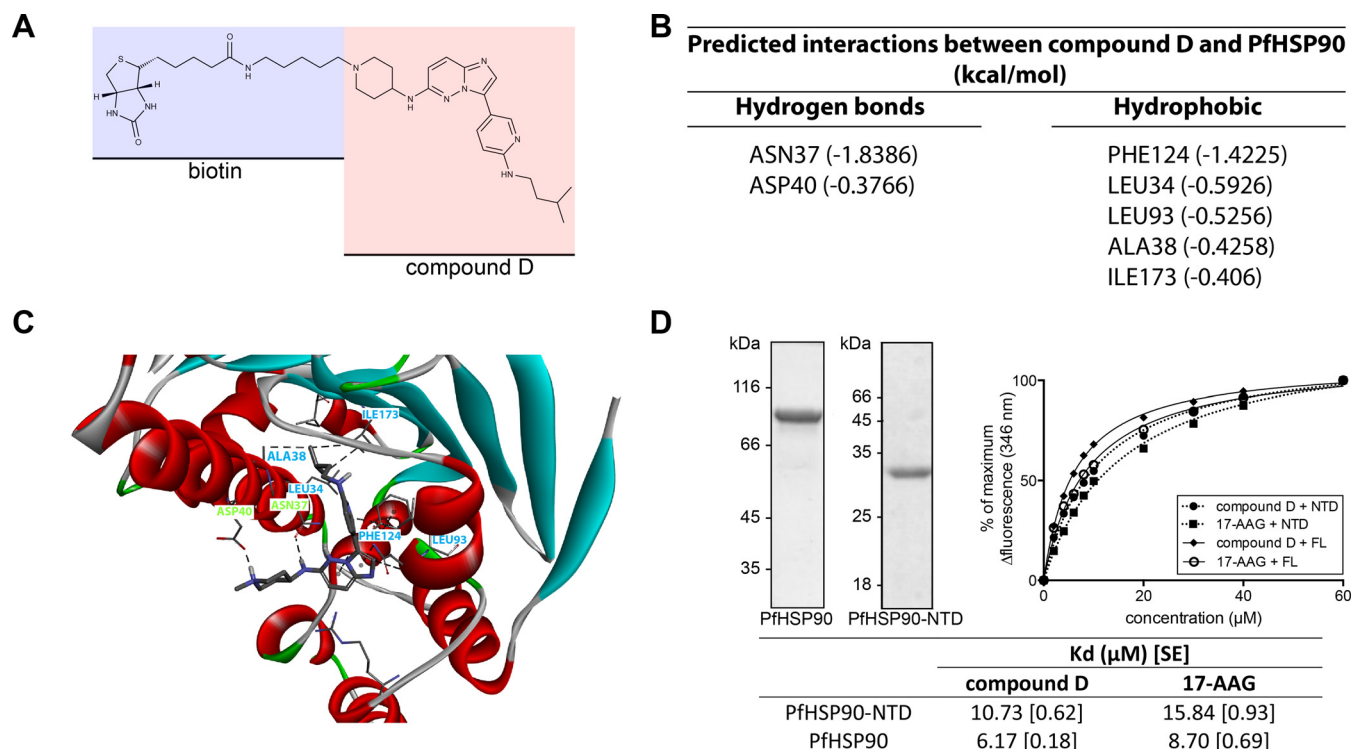 A
S
H
H
HN
NH
O
O
N
H
N
HN
N
N
N
N
HN
biotin
compound D
B
Predicted interactions between compound D and PfHSP90
(kcal/mol)
Hydrogen bonds Hydrophobic
ASN37 (-1.8386) PHE124 (-1.4225)
ASP40 (-0.3766) LEU34 (-0.5926)
LEU93 (-0.5256)
ALA38 (-0.4258)
ILE173 (-0.406)
C
ILE173
ALA38
LEU34
ASN37
ASP40
PHE124
LEU93
D
kDa
116
66
45
35
PfHSP90
kDa
66
45
35
25
18
PfHSP90-NTD
% of maximum
Δfluorescence (346 nm)
100
50
0
0 20 40 60
concentration (µM)
compound D + NTD
17-AAG + NTD
compound D + FL
17-AAG + FL
Kd (µM) [SE]
compound D 17-AAG
PfHSP90-NTD 10.73 [0.62] 15.84 [0.93]
PfHSP90 6.17 [0.18] 8.70 [0.69]